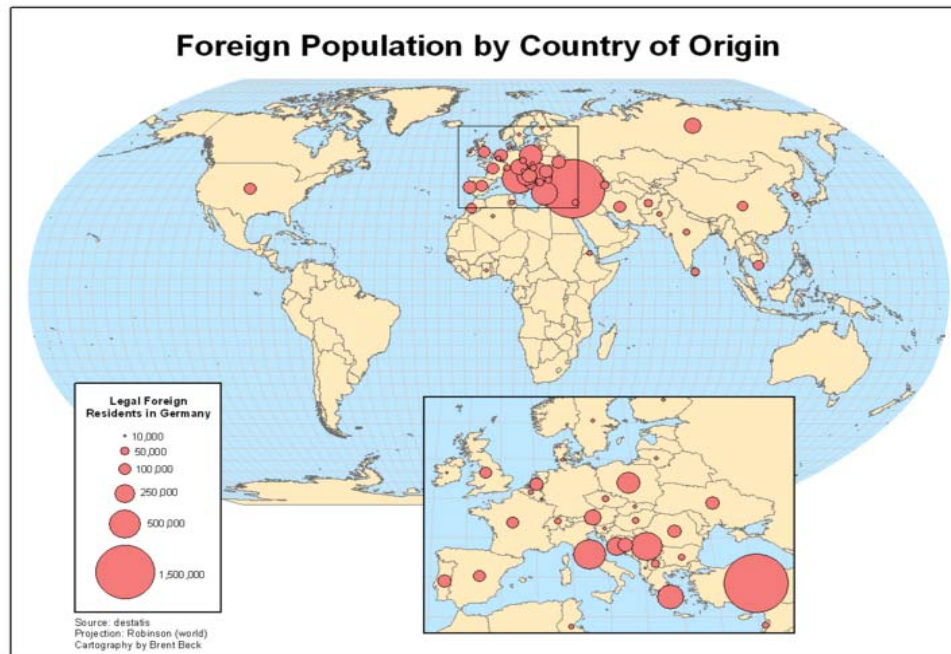 Foreign Population by Country of Origin
Legal Foreign
Residents in Germany
10,000
50,000
100,000
250,000
500,000
1,500,000
Source: destatis
Projection: Robinson (world)
Cartography by Brent Beck